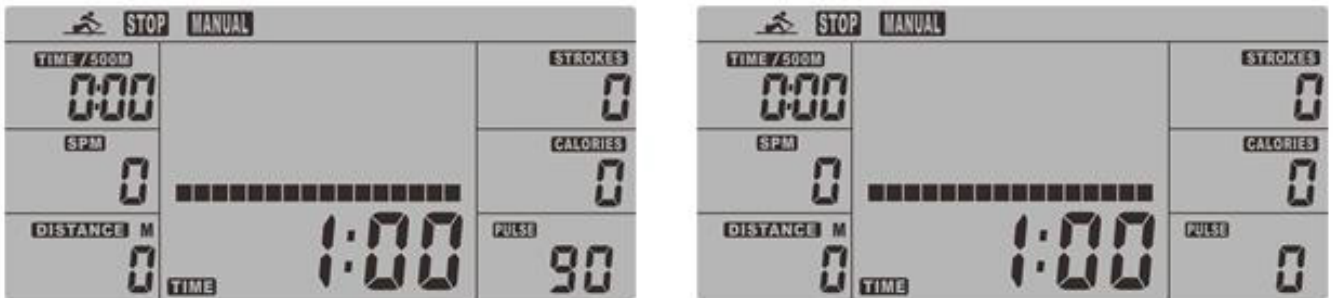 STOP MANUAL
TIME/500M
0:00
SPM
0
DISTANCE M
0
1:00
TIME
STROKES
0
CALORIES
0
PULSE
90
STOP MANUAL
TIME/500M
0:00
SPM
0
DISTANCE M
0
1:00
TIME
STROKES
0
CALORIES
0
PULSE
0